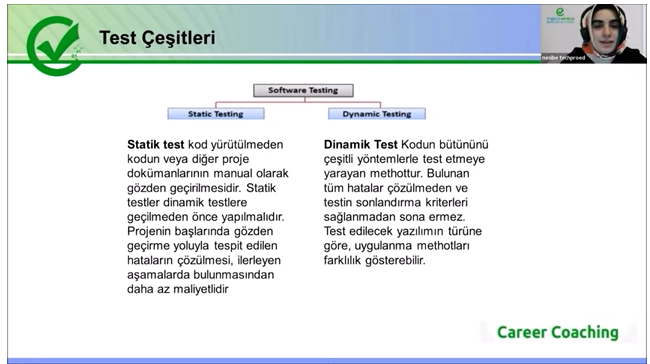 Test Çeşitleri
TECHPRO
nesibe techproed
Software Testing
Static Testing
Dynamic Testing
Statik test kod yürütülmeden
kodun veya diğer proje
dokümanlarının manual olarak
gözden geçirilmesidir. Statik
testler dinamik testlere
geçilmeden önce yapılmalıdır.
Projenin başlarında gözden
geçirme yoluyla tespit edilen
hataların çözülmesi, ilerleyen
aşamalarda bulunmasından
daha az maliyetlidir
Dinamik Test Kodun bütününü
çeşitli yöntemlerle test etmeye
yarayan methottur. Bulunan
tüm hatalar çözülmeden ve
testin sonlandırma kriterleri
sağlanmadan sona ermez.
Test edilecek yazılımın türüne
göre, uygulanma methotları
farklılık gösterebilir.
Career Coaching